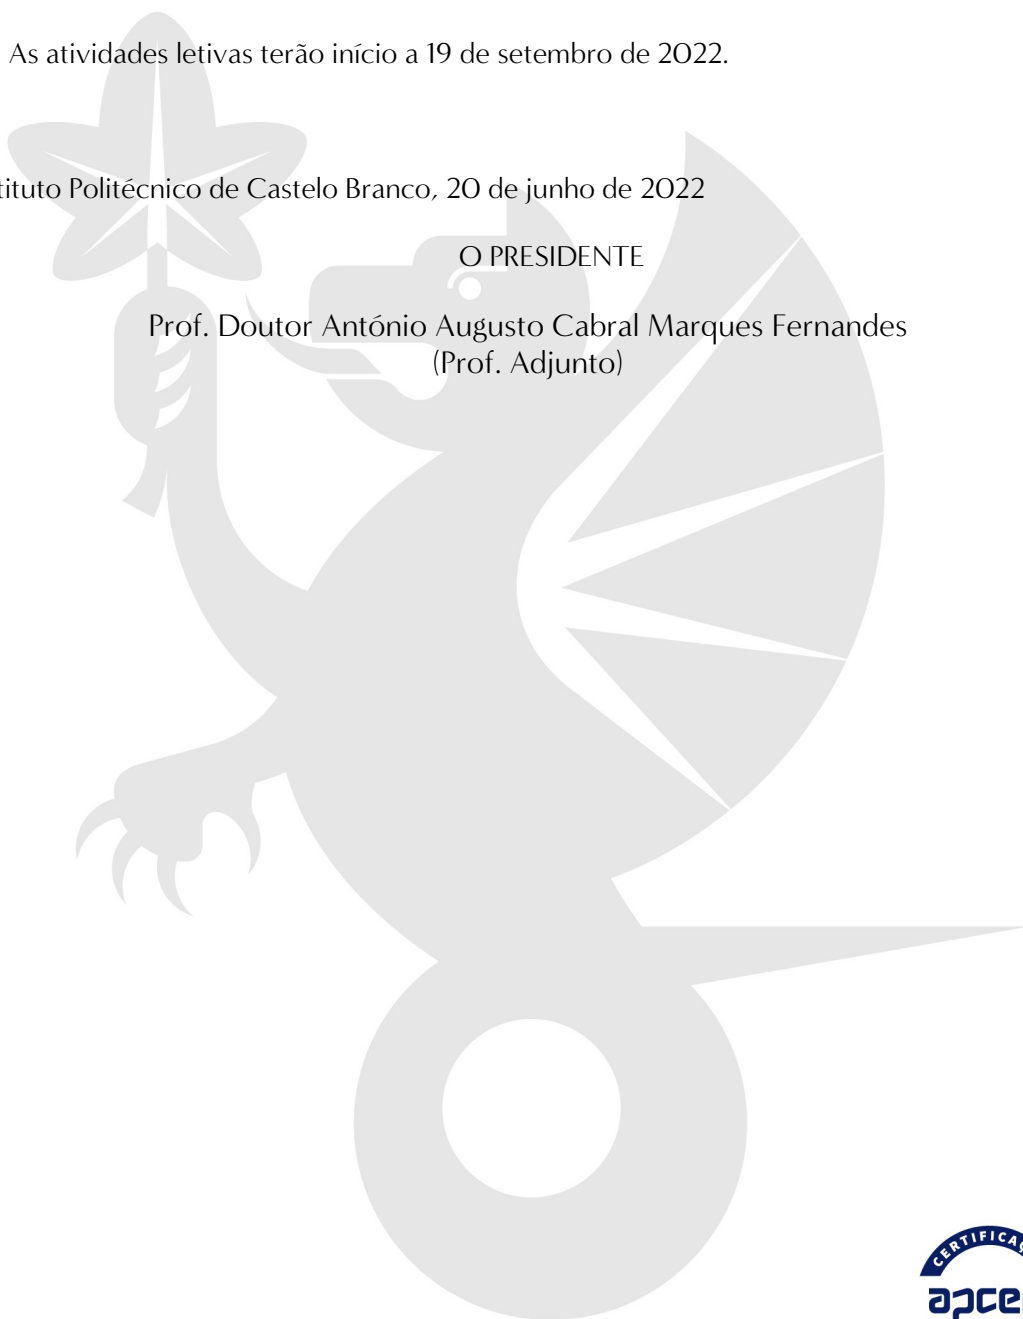 As atividades letivas terão início a 19 de setembro de 2022.
tituto Politécnico de Castelo Branco, 20 de junho de 2022
O PRESIDENTE
Prof. Doutor António Augusto Cabral Marques Fernandes
(Prof. Adjunto)
CERTIFICAÇ
apce